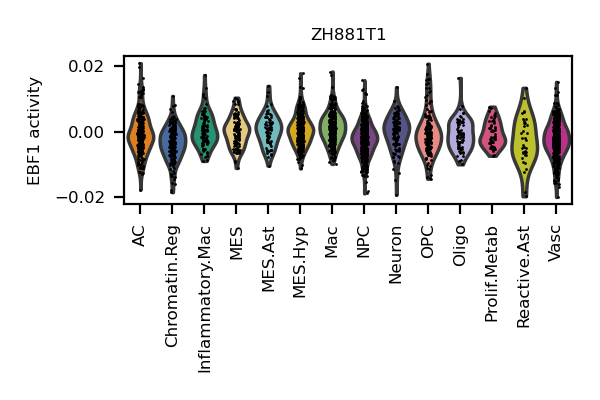 ZH881T1
EBF1 activity
0.02
0.00
−0.02
AC
Chromatin.Reg
Inflammatory.Mac
MES
MES.Ast
MES.Hyp
Mac
NPC
Neuron
OPC
Oligo
Prolif.Metab
Reactive.Ast
Vasc